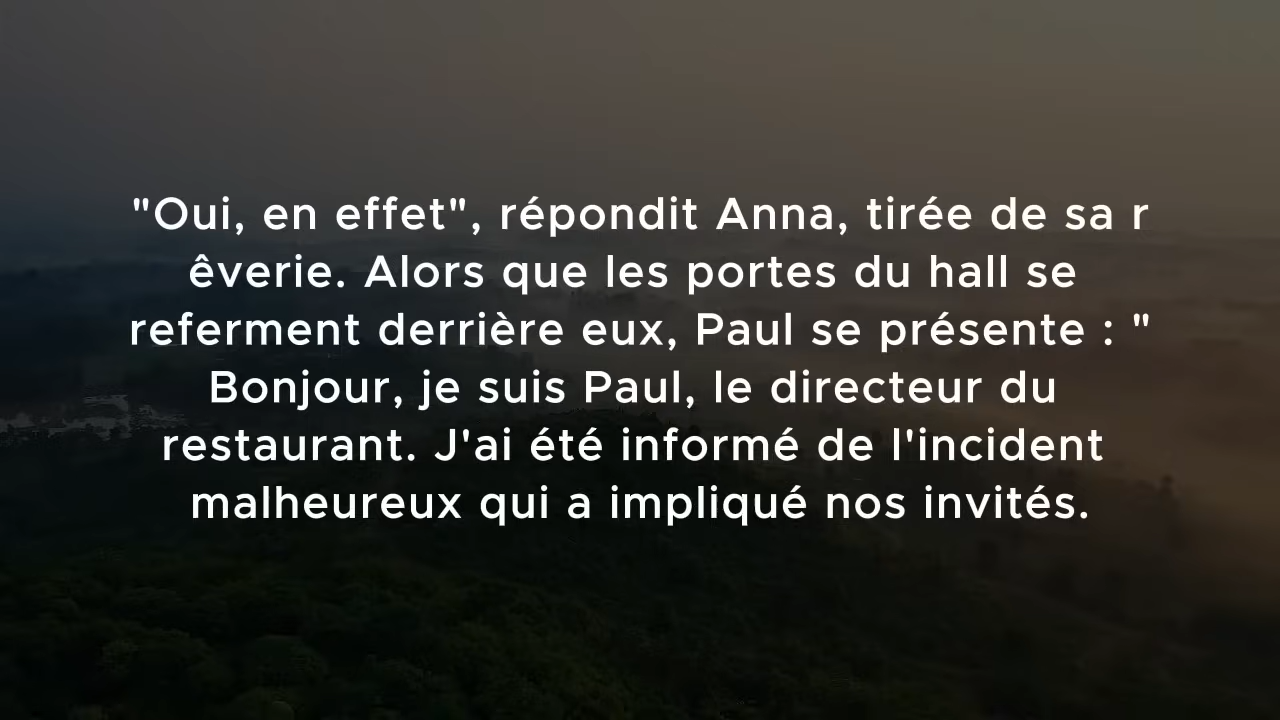 "Oui, en effet", répondit Anna, tirée de sa r
êverie. Alors que les portes du hall se
referment derrière eux, Paul se présente : "
Bonjour, je suis Paul, le directeur du
restaurant. J'ai été informé de l'incident
malheureux qui a impliqué nos invités.